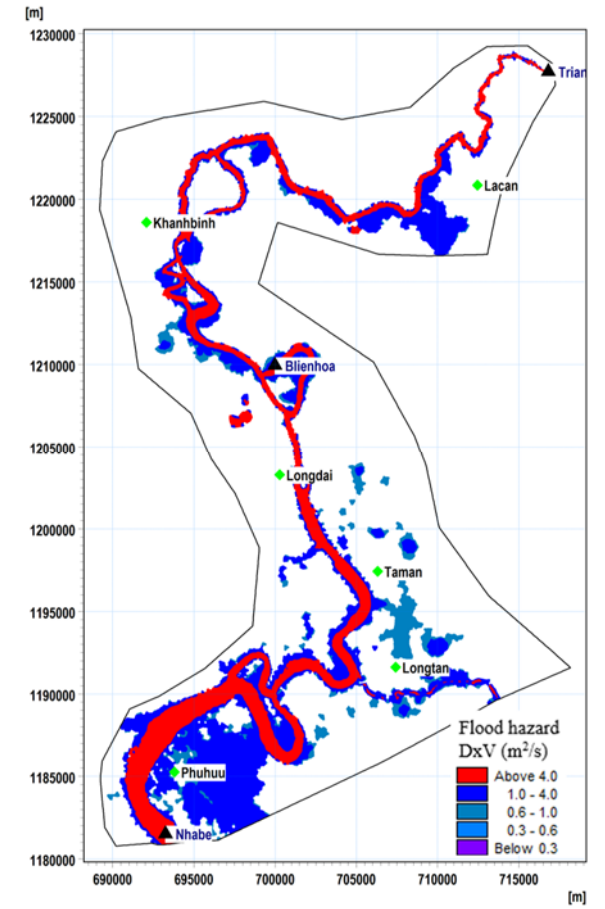 [m]
1230000
Trian
1225000
Lacan
1220000
Khanhbinh
1215000
1210000
Blienhoa
1205000
Longdai
1200000
Taman
1195000
Longtan
1190000
Flood hazard
DxV (m²/s)
Above 4.0
1.0 - 4.0
0.6 - 1.0
0.3 - 0.6
Below 0.3
1185000
Phuhuu
Nhabe
1180000
690000 695000 700000 705000 710000 715000
[m]